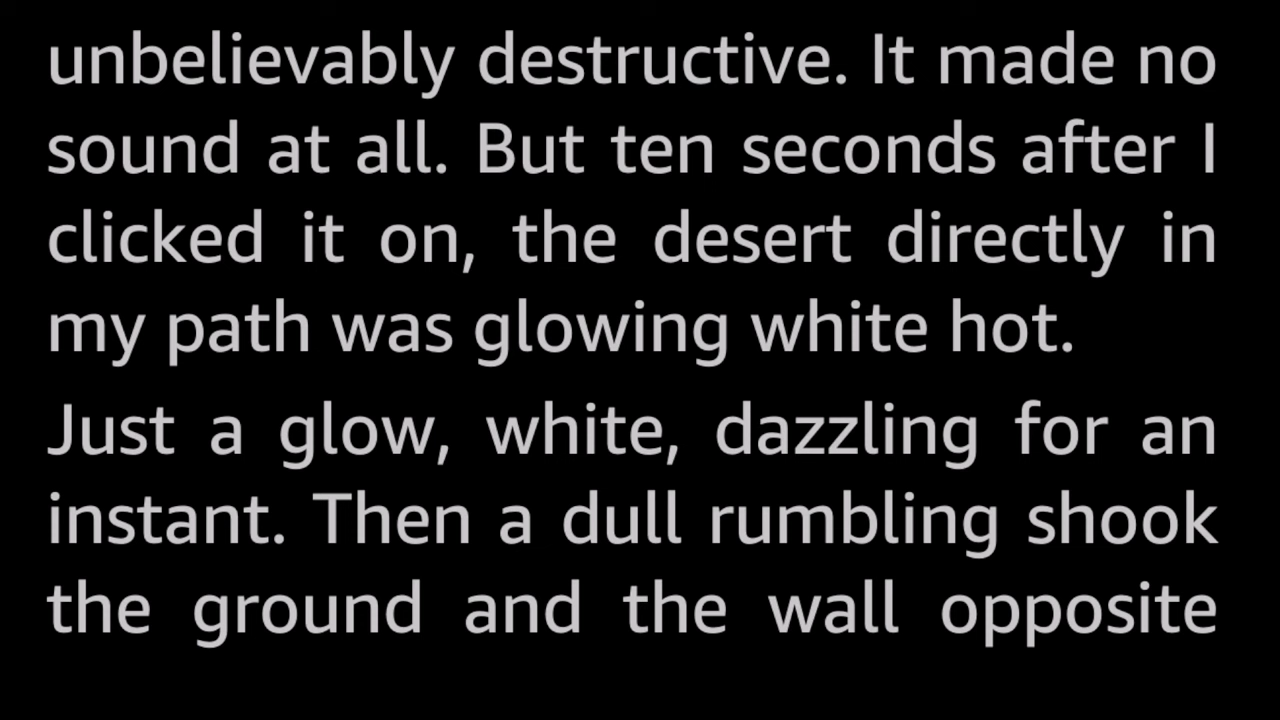 unbelievably destructive. It made no
sound at all. But ten seconds after I
clicked it on, the desert directly in
my path was glowing white hot.
Just a glow, white, dazzling for an
instant. Then a dull rumbling shook
the ground and the wall opposite